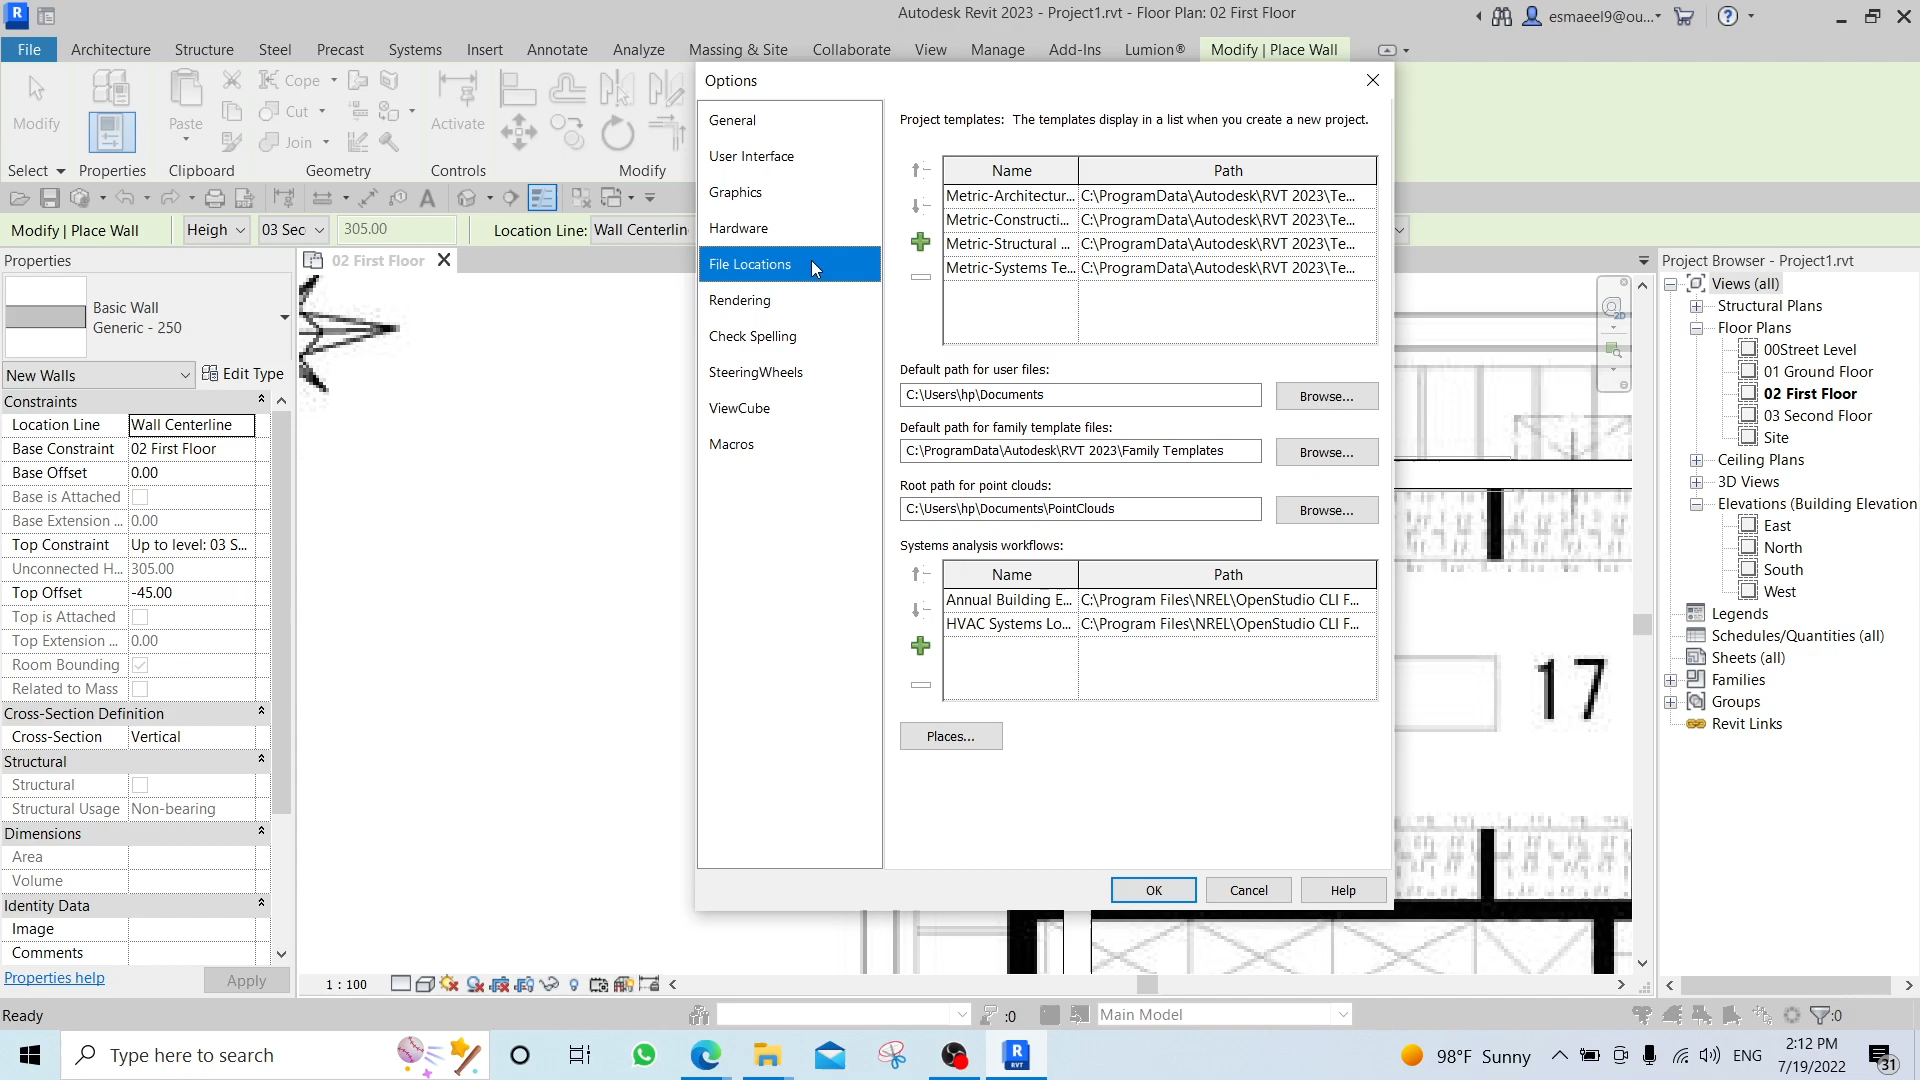 Autodesk Revit 2023 - Project1.rvt - Floor Plan: 02 First Floor
esmaeel9@ou...
File Architecture Structure Steel Precast Systems Insert Annotate Analyze Massing & Site Collaborate View Manage Add-Ins Lumion® Modify | Place Wall
Modify
Paste
Cope
Cut
Join
Activate
Select Properties Clipboard Geometry Controls Modify
Modify | Place Wall
Heigh
03 Sec
305.00
Location Line: Wall Centerlin
Properties
Basic Wall
Generic - 250
New Walls
Edit Type
Constraints
Location Line Wall Centerline
Base Constraint 02 First Floor
Base Offset 0.00
Base is Attached
Base Extension ... 0.00
Top Constraint Up to level: 03 S...
Unconnected H... 305.00
Top Offset -45.00
Top is Attached
Top Extension ... 0.00
Room Bounding
Related to Mass
Cross-Section Definition
Cross-Section Vertical
Structural
Structural
Structural Usage Non-bearing
Dimensions
Area
Volume
Identity Data
Image
Comments
Properties help
Apply
02 First Floor
Options
General
User Interface
Graphics
Hardware
File Locations
Rendering
Check Spelling
SteeringWheels
ViewCube
Macros
Project templates: The templates display in a list when you create a new project.
Name Path
Metric-Architectur... C:\ProgramData\Autodesk\RVT 2023\Te...
Metric-Constructi... C:\ProgramData\Autodesk\RVT 2023\Te...
Metric-Structural ... C:\ProgramData\Autodesk\RVT 2023\Te...
Metric-Systems Te... C:\ProgramData\Autodesk\RVT 2023\Te...
Default path for user files:
C:\Users\hp\Documents
Browse...
Default path for family template files:
C:\ProgramData\Autodesk\RVT 2023\Family Templates
Browse...
Root path for point clouds:
C:\Users\hp\Documents\PointClouds
Browse...
Systems analysis workflows:
Name Path
Annual Building E... C:\Program Files\NREL\OpenStudio CLI F...
HVAC Systems Lo... C:\Program Files\NREL\OpenStudio CLI F...
Places...
OK
Cancel
Help
17
2D
Project Browser - Project1.rvt
Views (all)
Structural Plans
Floor Plans
00Street Level
01 Ground Floor
02 First Floor
03 Second Floor
Site
Ceiling Plans
3D Views
Elevations (Building Elevation
East
North
South
West
Legends
Schedules/Quantities (all)
Sheets (all)
Families
Groups
Revit Links
1 : 100
Ready
:0
Main Model
:0
Type here to search
98°F Sunny
ENG
2:12 PM
7/19/2022
31